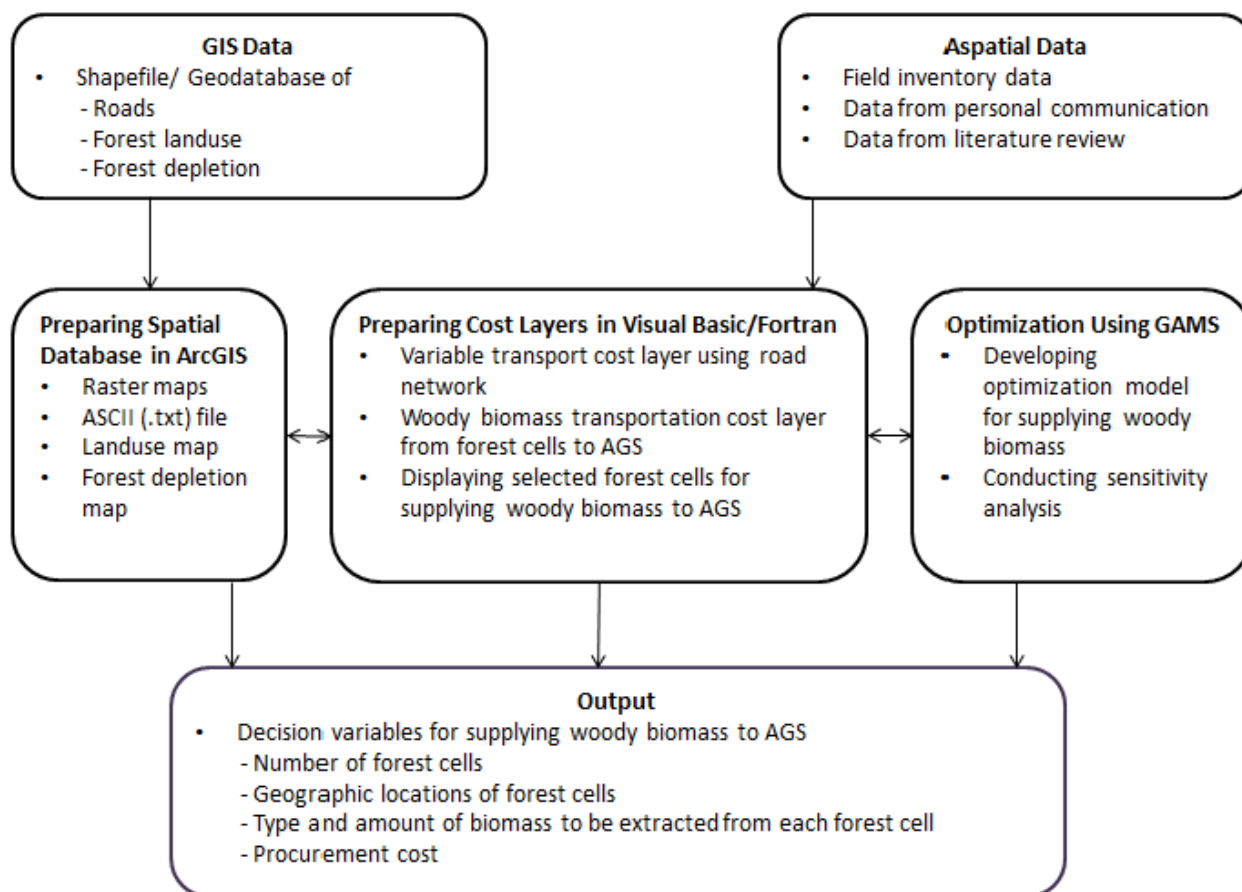 GIS Data
• Shapefile/ Geodatabase of
- Roads
- Forest landuse
- Forest depletion
Aspatial Data
• Field inventory data
• Data from personal communication
• Data from literature review
Preparing Spatial
Database in ArcGIS
• Raster maps
• ASCII (.txt) file
• Landuse map
• Forest depletion
map
Preparing Cost Layers in Visual Basic/Fortran
• Variable transport cost layer using road
network
• Woody biomass transportation cost layer
from forest cells to AGS
• Displaying selected forest cells for
supplying woody biomass to AGS
Optimization Using GAMS
• Developing
optimization model
for supplying woody
biomass
• Conducting sensitivity
analysis
Output
• Decision variables for supplying woody biomass to AGS
- Number of forest cells
- Geographic locations of forest cells
- Type and amount of biomass to be extracted from each forest cell
- Procurement cost